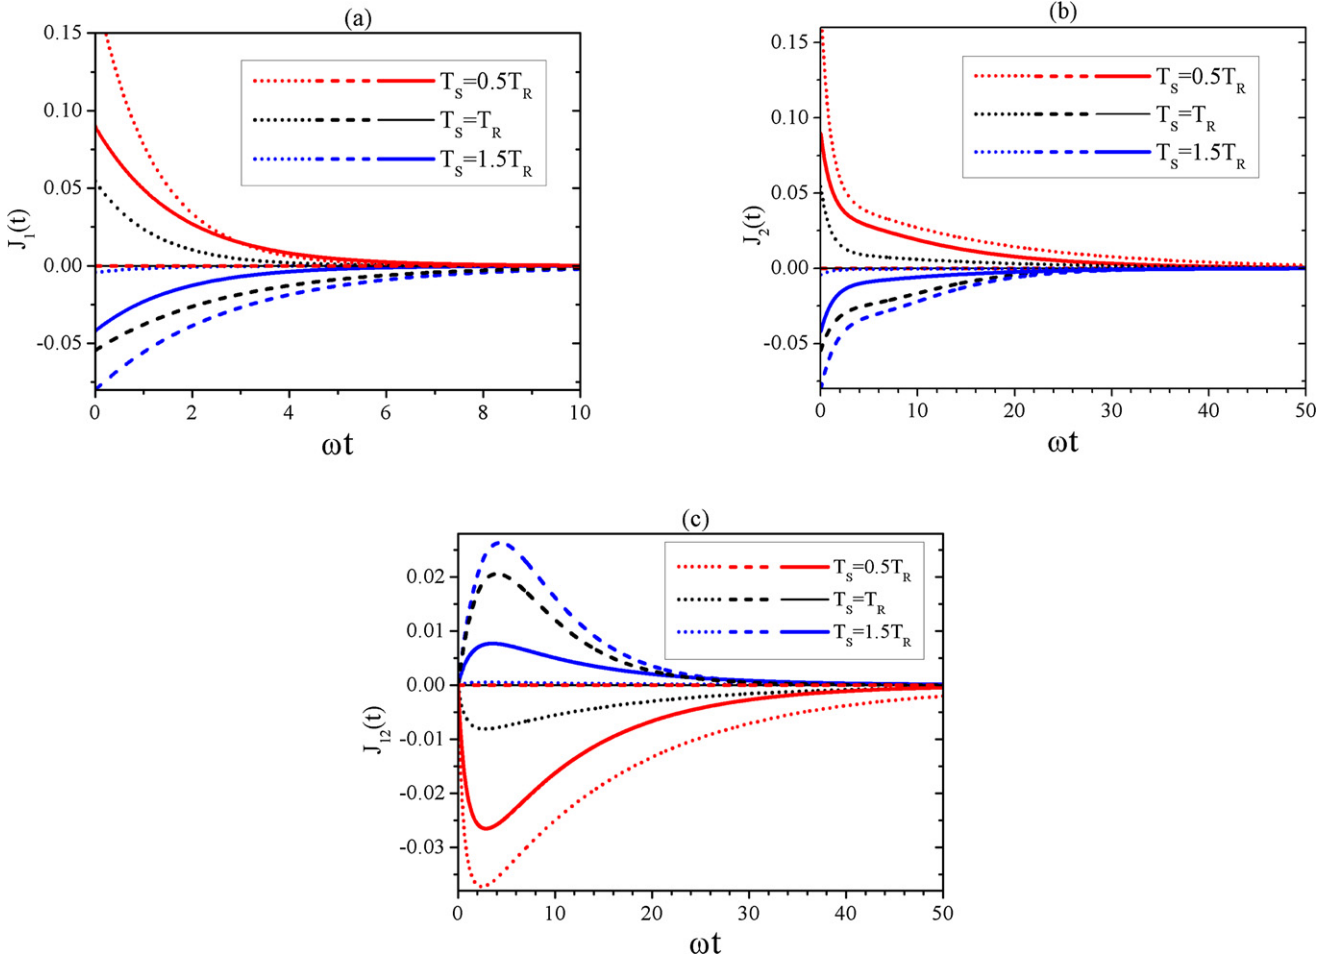 (a)
J1(t)
0.15
0.10
0.05
0.00
-0.05
TS=0.5TR
TS=TR
TS=1.5TR
0 2 4 6 8 10
ωt
(b)
J2(t)
0.15
0.10
0.05
0.00
-0.05
TS=0.5TR
TS=TR
TS=1.5TR
0 10 20 30 40 50
ωt
(c)
J12(t)
0.02
0.01
0.00
-0.01
-0.02
-0.03
TS=0.5TR
TS=TR
TS=1.5TR
0 10 20 30 40 50
ωt